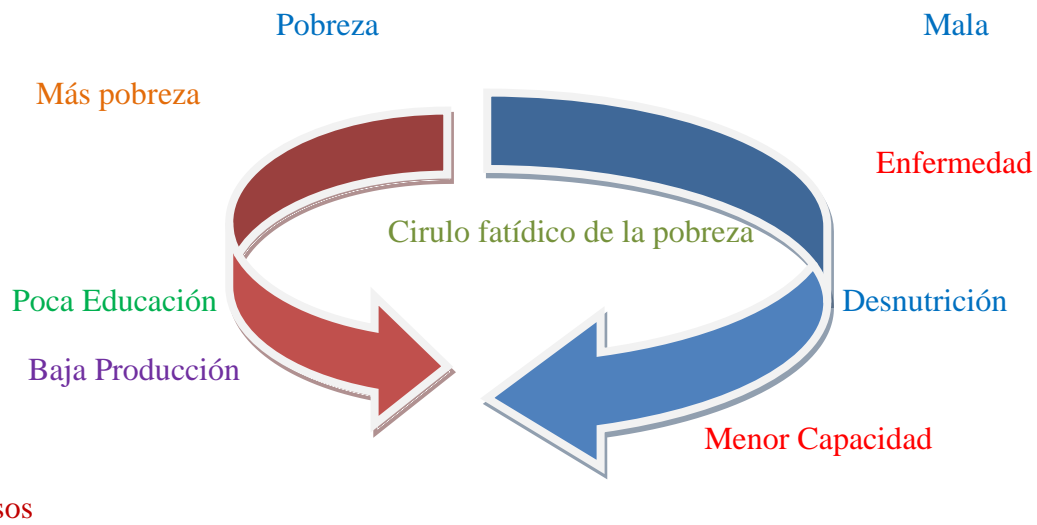 Pobreza
Mala
Más pobreza
Enfermedad
Cirulo fatídico de la pobreza
Poca Educación
Desnutrición
Baja Producción
Menor Capacidad